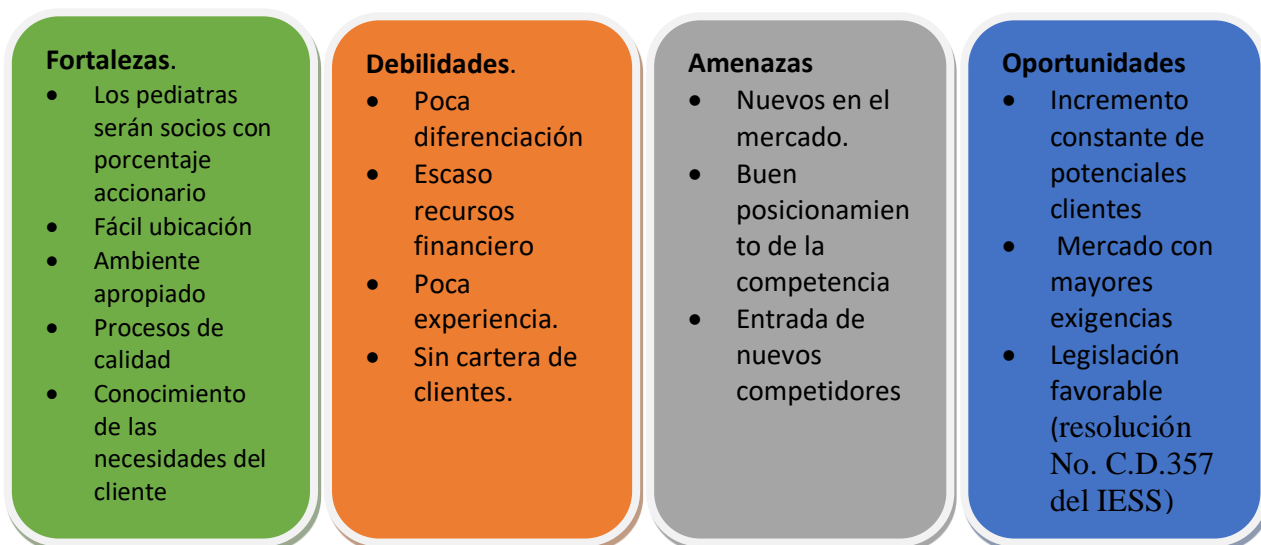 Fortalezas.
• Los pediatras
serán socios con
porcentaje
accionario
• Fácil ubicación
• Ambiente
apropiado
• Procesos de
calidad
• Conocimiento
de las
necesidades del
cliente
Debilidades.
• Poca
diferenciación
• Escaso
recursos
financiero
• Poca
experiencia.
• Sin cartera de
clientes.
Amenazas
• Nuevos en el
mercado.
• Buen
posicionamien
to de la
competencia
• Entrada de
nuevos
competidores
Oportunidades
• Incremento
constante de
potenciales
clientes
• Mercado con
mayores
exigencias
• Legislación
favorable
(resolución
No. C.D.357
del IESS)